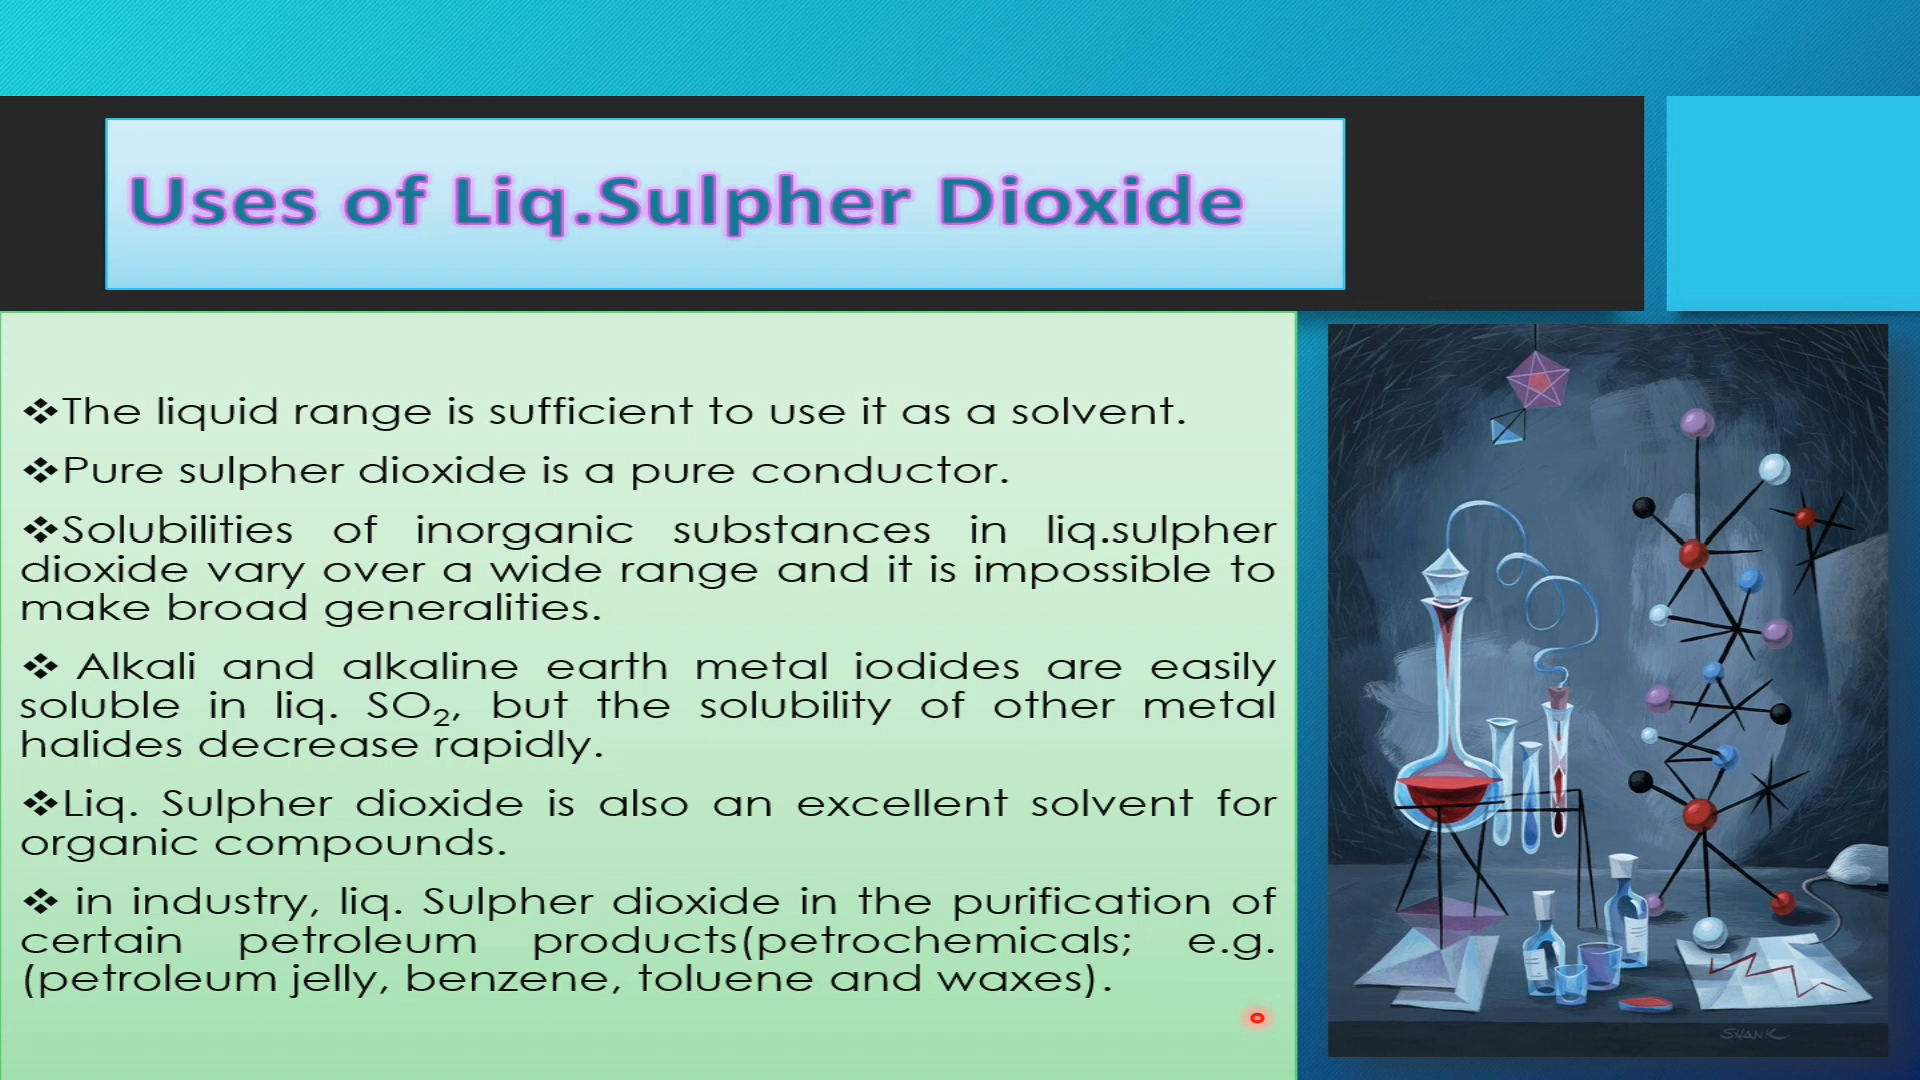 Uses of Liq.Sulpher Dioxide
❖The liquid range is sufficient to use it as a solvent.
❖Pure sulpher dioxide is a pure conductor.
❖Solubilities of inorganic substances in liq.sulpher
dioxide vary over a wide range and it is impossible to
make broad generalities.
❖ Alkali and alkaline earth metal iodides are easily
soluble in liq. SO₂, but the solubility of other metal
halides decrease rapidly.
❖Liq. Sulpher dioxide is also an excellent solvent for
organic compounds.
❖ in industry, liq. Sulpher dioxide in the purification of
certain petroleum products(petrochemicals; e.g.
(petroleum jelly, benzene, toluene and waxes).